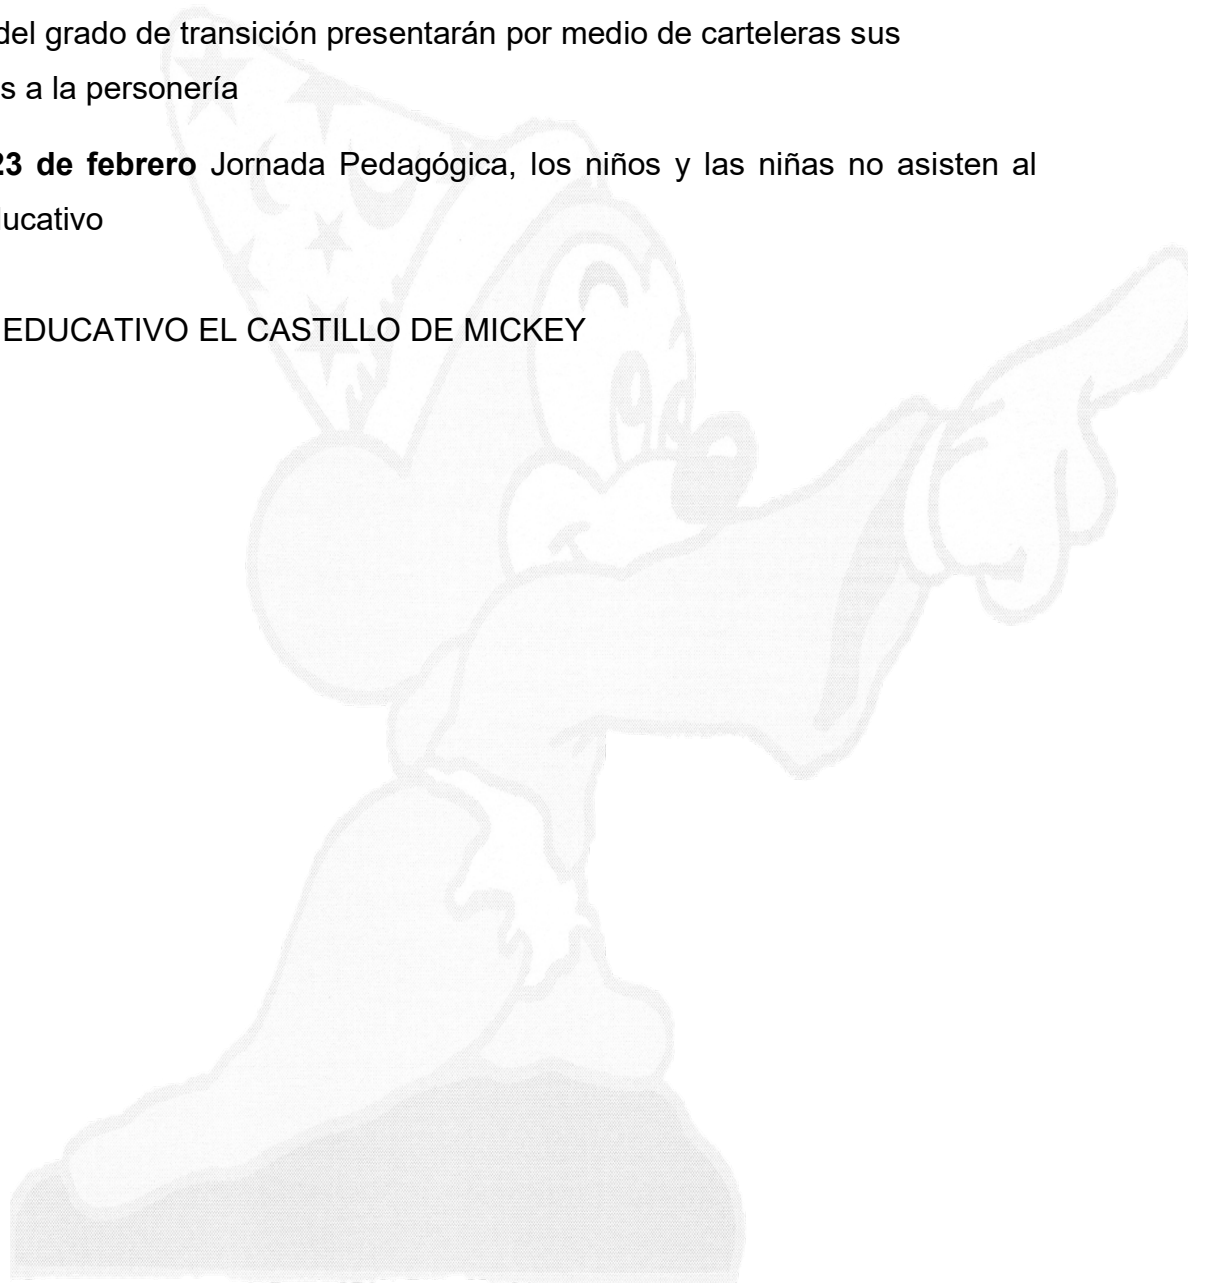 del grado de transición presentarán por medio de carteleras sus
s a la personería
23 de febrero Jornada Pedagógica, los niños y las niñas no asisten al
ducativo
EDUCATIVO EL CASTILLO DE MICKEY